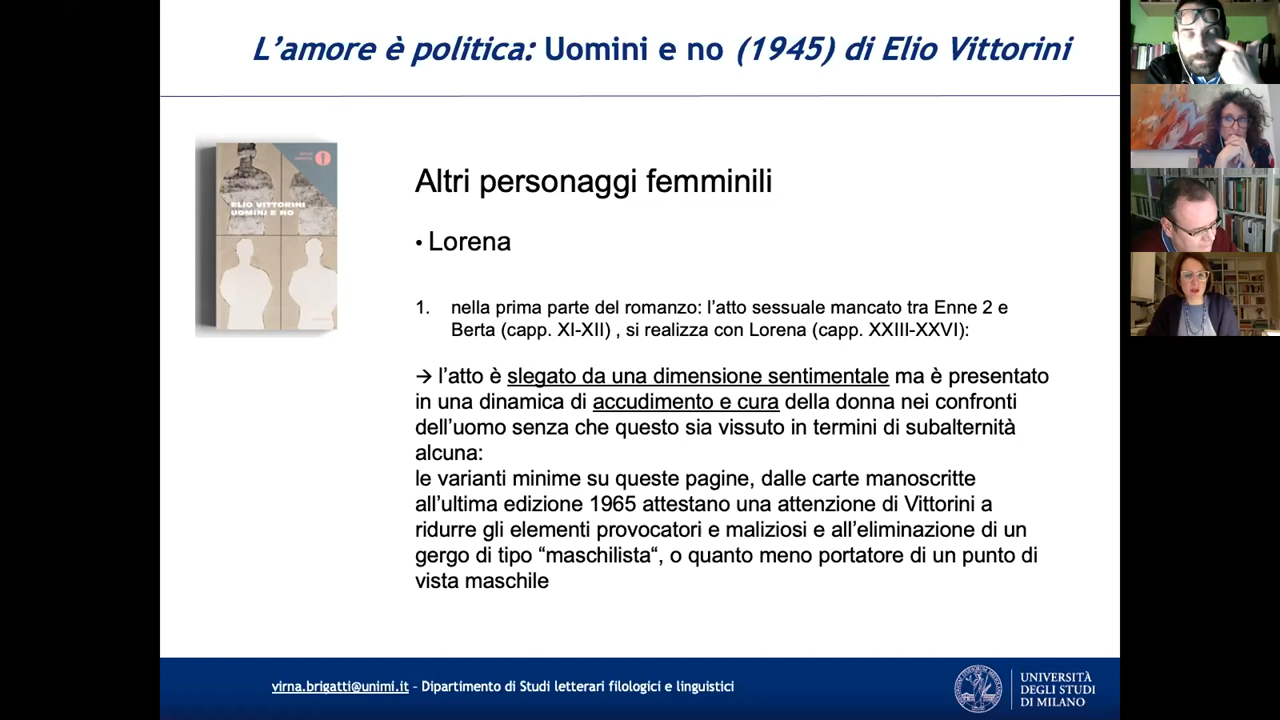 L’amore è politica: Uomini e no (1945) di Elio Vittorini
ELIO VITTORINI
UOMINI E NO
Altri personaggi femminili
• Lorena
1. nella prima parte del romanzo: l’atto sessuale mancato tra Enne 2 e
Berta (capp. XI-XII) , si realizza con Lorena (capp. XXIII-XXVI):
→ l’atto è slegato da una dimensione sentimentale ma è presentato
in una dinamica di accudimento e cura della donna nei confronti
dell’uomo senza che questo sia vissuto in termini di subalternità
alcuna:
le varianti minime su queste pagine, dalle carte manoscritte
all’ultima edizione 1965 attestano una attenzione di Vittorini a
ridurre gli elementi provocatori e maliziosi e all’eliminazione di un
gergo di tipo “maschilista“, o quanto meno portatore di un punto di
vista maschile
virna.brigatti@unimi.it – Dipartimento di Studi letterari filologici e linguistici
UNIVERSITÀ
DEGLI STUDI
DI MILANO